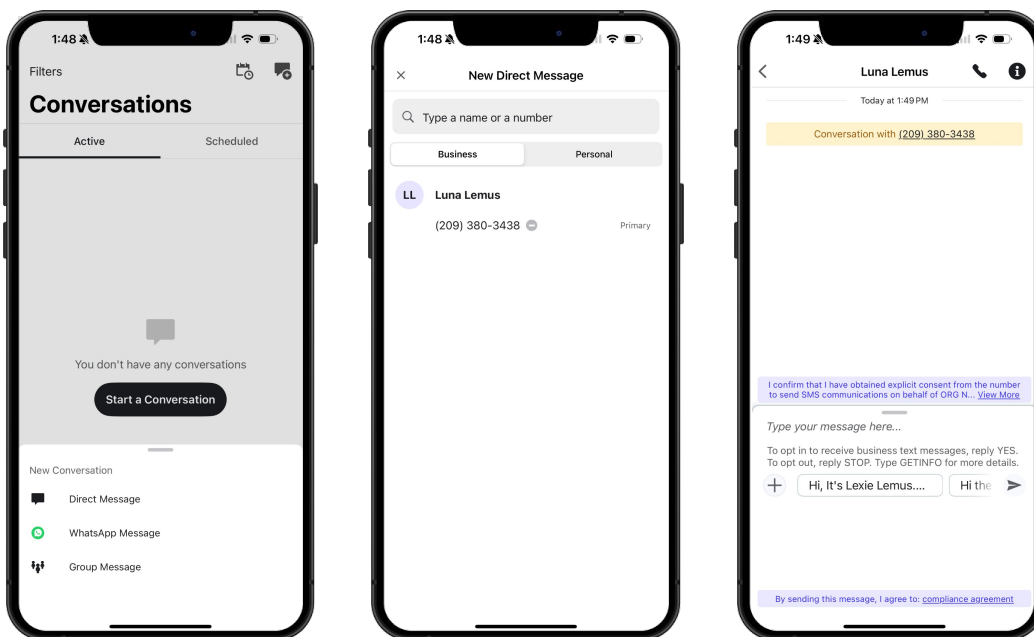 1:48
Filters
Conversations
Active
Scheduled
You don't have any conversations
Start a Conversation
New Conversation
Direct Message
WhatsApp Message
Group Message
1:48
New Direct Message
Type a name or a number
Business
Personal
LL
Luna Lemus
(209) 380-3438
Primary
1:49
Luna Lemus
Today at 1:49 PM
Conversation with (209) 380-3438
I confirm that I have obtained explicit consent from the number
to send SMS communications on behalf of ORG N... View More
Type your message here...
To opt in to receive business text messages, reply YES.
To opt out, reply STOP. Type GETINFO for more details.
Hi, It's Lexie Lemus....
Hi the
By sending this message, I agree to: compliance agreement